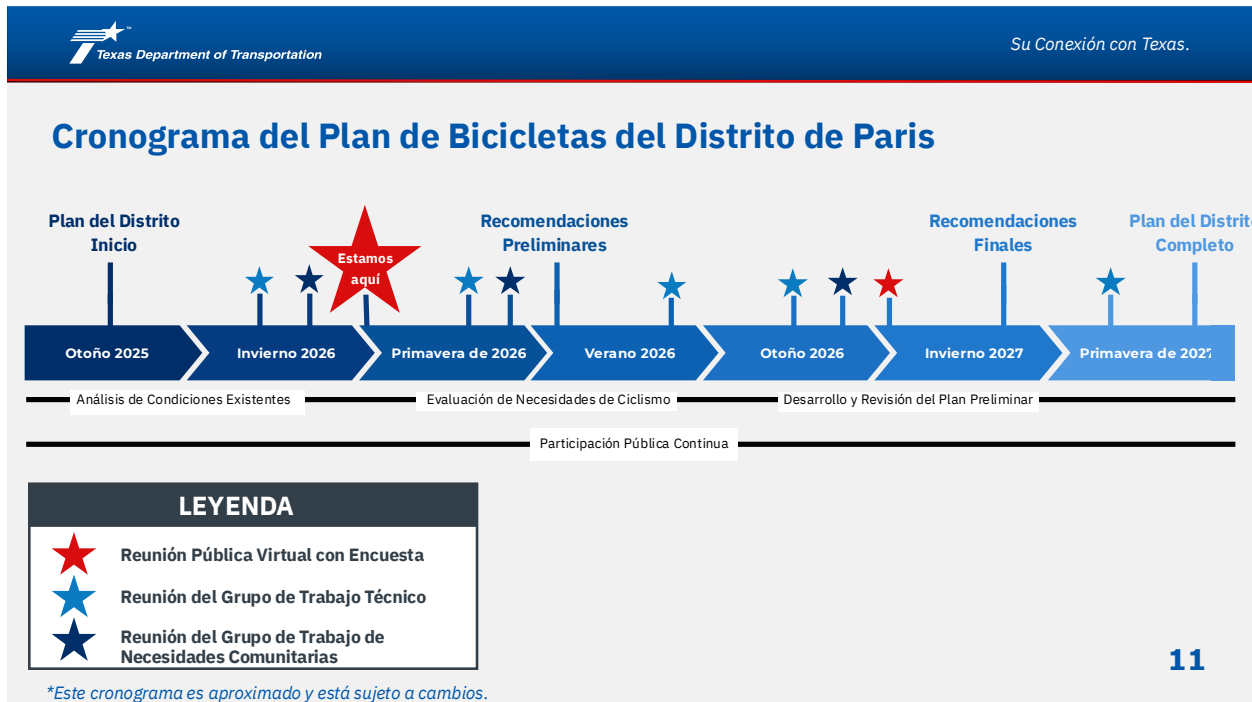 Texas Department of Transportation
Su Conexión con Texas.
Cronograma del Plan de Bicicletas del Distrito de Paris
Plan del Distrito
Inicio
Estamos
aquí
Recomendaciones
Preliminares
Recomendaciones
Finales
Plan del Distrito
Completo
Otoño 2025
Invierno 2026
Primavera de 2026
Verano 2026
Otoño 2026
Invierno 2027
Primavera de 2027
Análisis de Condiciones Existentes
Evaluación de Necesidades de Ciclismo
Desarrollo y Revisión del Plan Preliminar
Participación Pública Continua
LEYENDA
Reunión Pública Virtual con Encuesta
Reunión del Grupo de Trabajo Técnico
Reunión del Grupo de Trabajo de
Necesidades Comunitarias
11
*Este cronograma es aproximado y está sujeto a cambios.